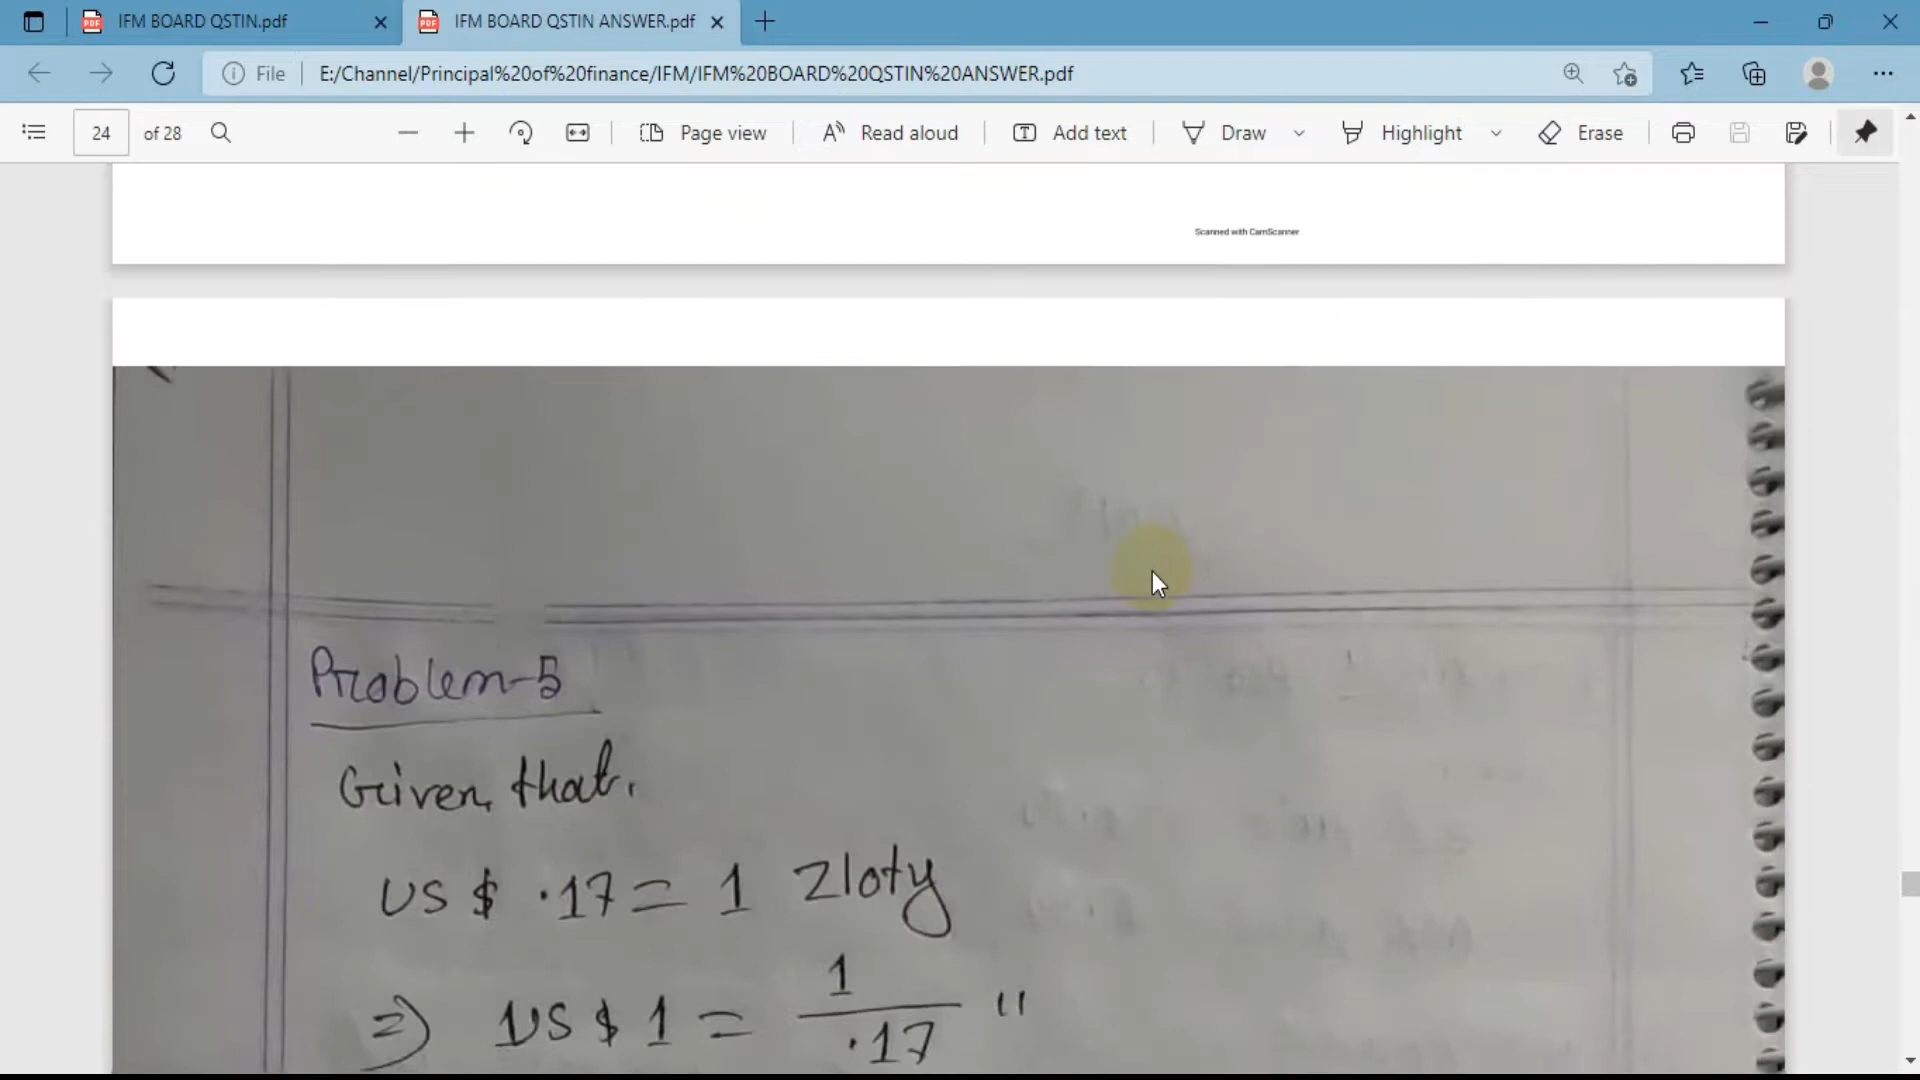 IFM BOARD QSTIN.pdf
IFM BOARD QSTIN ANSWER.pdf
File
E:/Channel/Principal%20of%20finance/IFM/IFM%20BOARD%20QSTIN%20ANSWER.pdf
24 of 28
Page view
Read aloud
Add text
Draw
Highlight
Erase
Scanned with CamScanner
Problem-5
Given that,
US $ .17 = 1 Zloty
⇒ US $ 1 = 1/.17 "